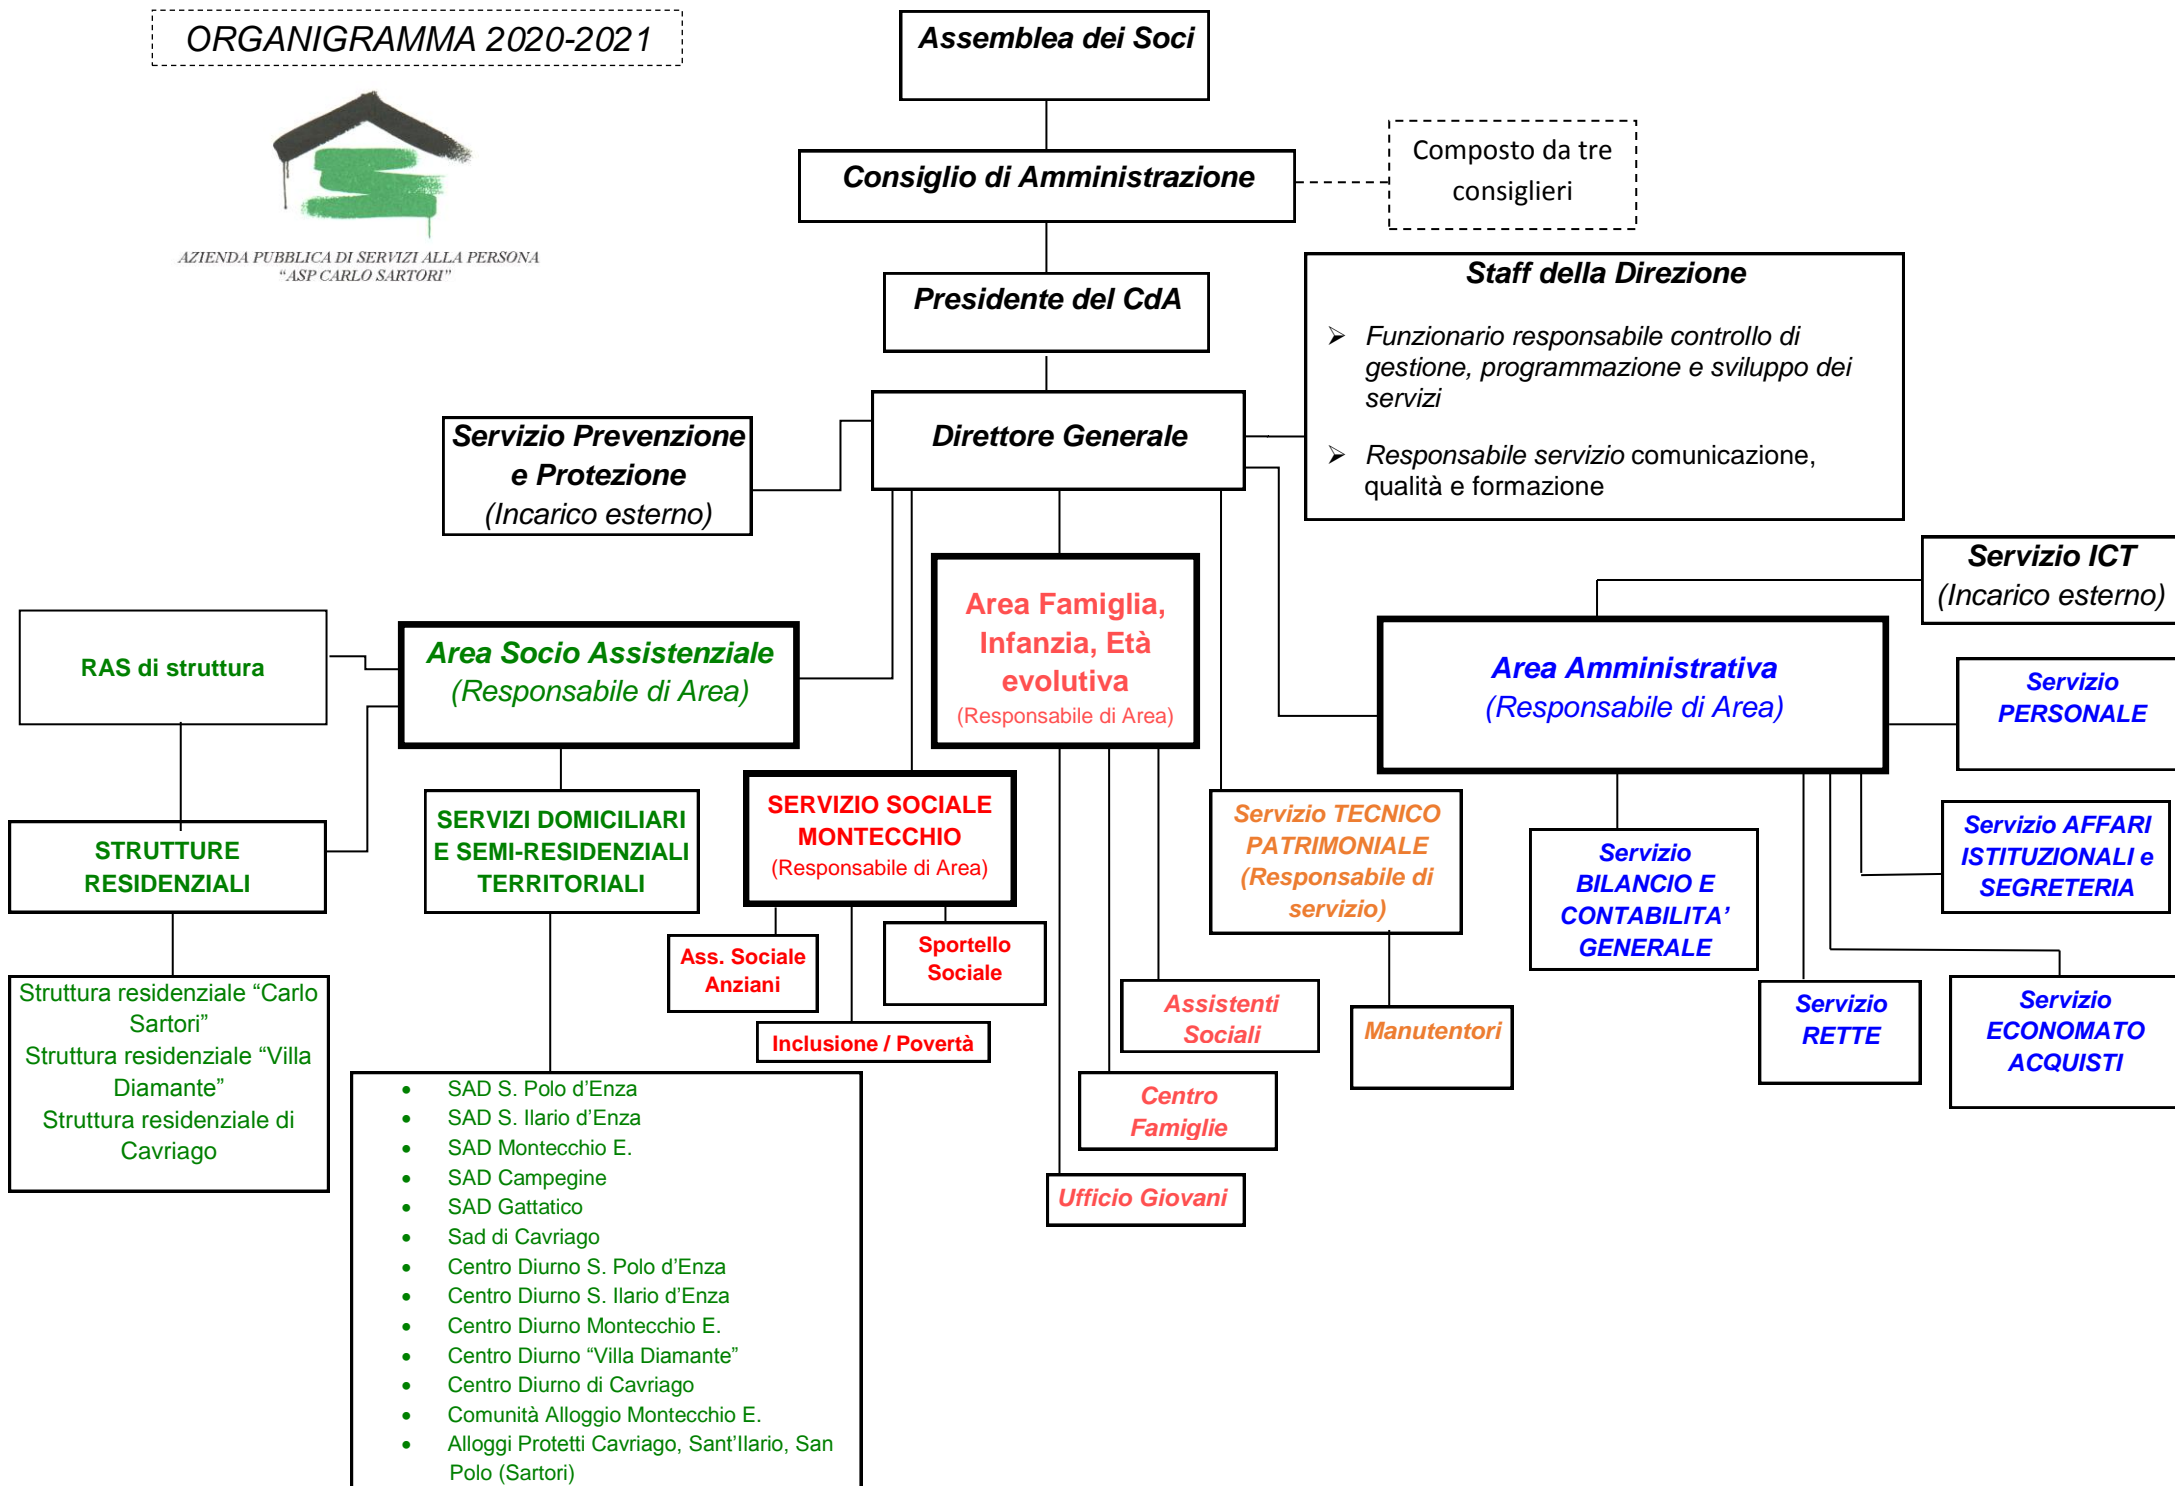 ORGANIGRAMMA 2020-2021
AZIENDA PUBBLICA DI SERVIZI ALLA PERSONA
“ASP CARLO SARTORI”
Assemblea dei Soci
Consiglio di Amministrazione
Composto da tre
consiglieri
Presidente del CdA
Staff della Direzione
➢ Funzionario responsabile controllo di
gestione, programmazione e sviluppo dei
servizi
➢ Responsabile servizio comunicazione,
qualità e formazione
Servizio Prevenzione
e Protezione
(Incarico esterno)
Direttore Generale
Servizio ICT
(Incarico esterno)
RAS di struttura
Area Socio Assistenziale
(Responsabile di Area)
Area Famiglia,
Infanzia, Età
evolutiva
(Responsabile di Area)
Area Amministrativa
(Responsabile di Area)
Servizio
PERSONALE
STRUTTURE
RESIDENZIALI
SERVIZI DOMICILIARI
E SEMI-RESIDENZIALI
TERRITORIALI
SERVIZIO SOCIALE
MONTECCHIO
(Responsabile di Area)
Servizio TECNICO
PATRIMONIALE
(Responsabile di
servizio)
Servizio
BILANCIO E
CONTABILITA’
GENERALE
Servizio AFFARI
ISTITUZIONALI e
SEGRETERIA
Ass. Sociale
Anziani
Sportello
Sociale
Inclusione / Povertà
Assistenti
Sociali
Manutentori
Servizio
RETTE
Servizio
ECONOMATO
ACQUISTI
Centro
Famiglie
Ufficio Giovani
Struttura residenziale “Carlo
Sartori”
Struttura residenziale “Villa
Diamante”
Struttura residenziale di
Cavriago
• SAD S. Polo d’Enza
• SAD S. Ilario d’Enza
• SAD Montecchio E.
• SAD Campegine
• SAD Gattatico
• Sad di Cavriago
• Centro Diurno S. Polo d’Enza
• Centro Diurno S. Ilario d’Enza
• Centro Diurno Montecchio E.
• Centro Diurno “Villa Diamante”
• Centro Diurno di Cavriago
• Comunità Alloggio Montecchio E.
• Alloggi Protetti Cavriago, Sant’Ilario, San
Polo (Sartori)